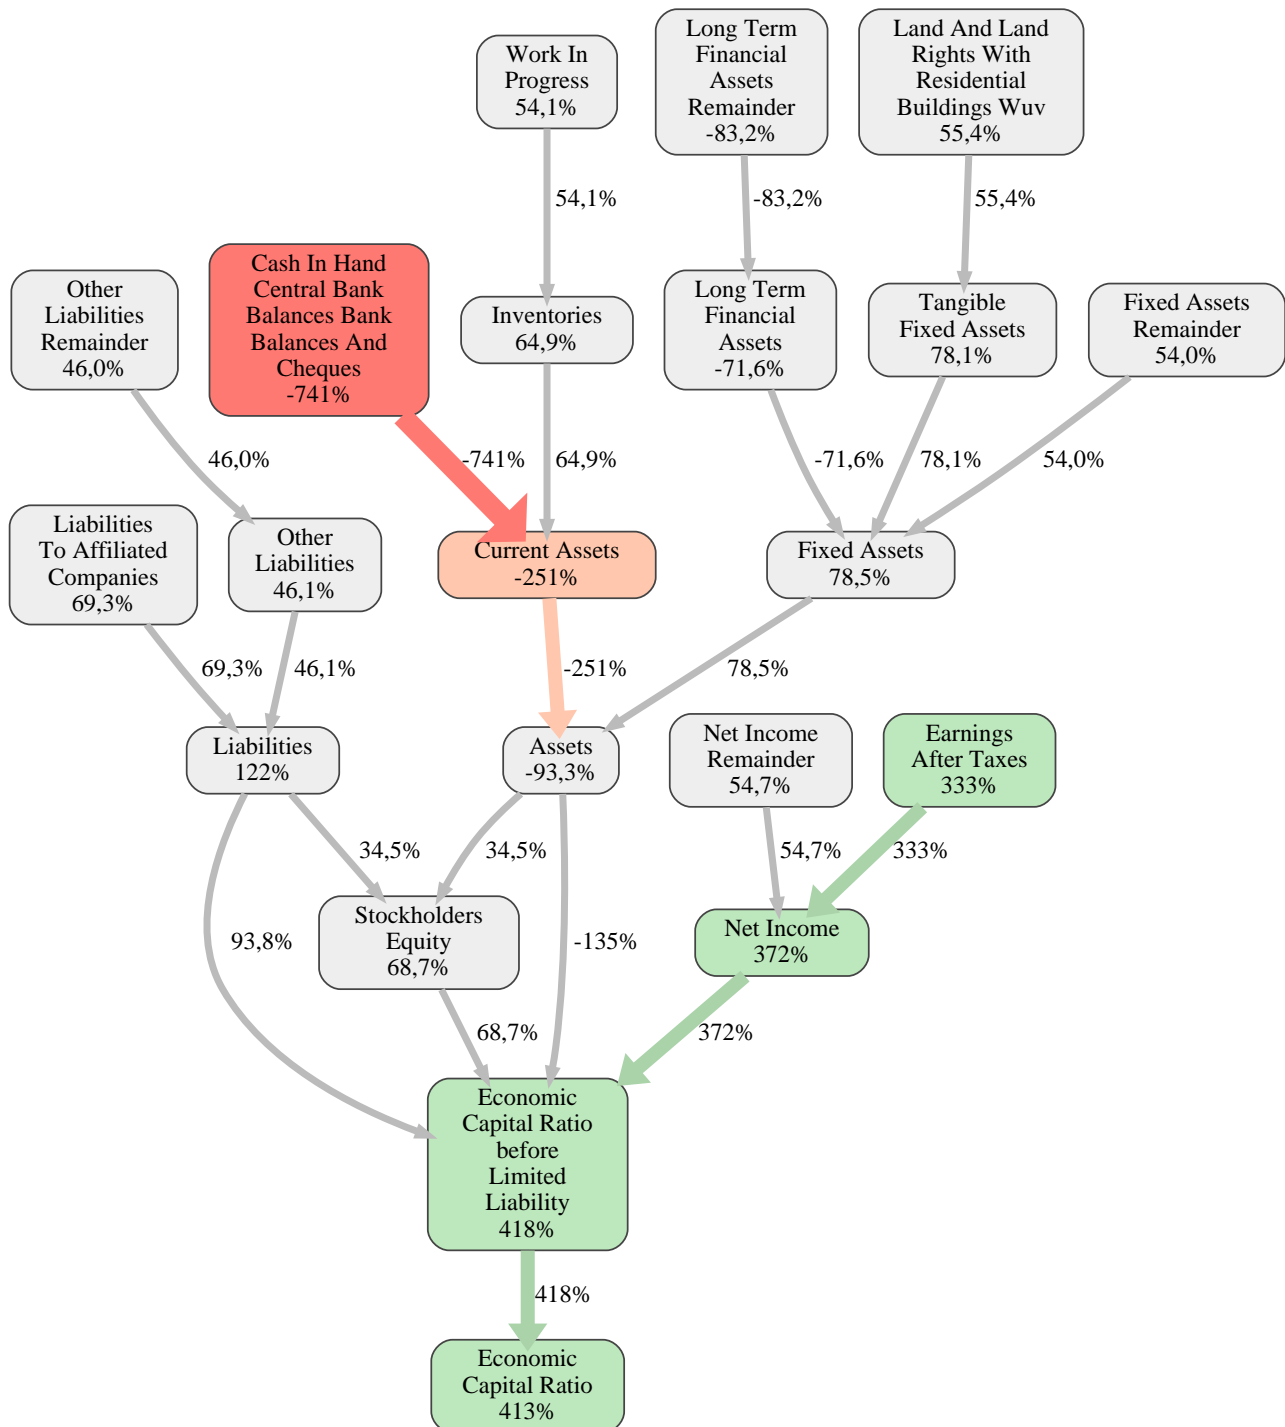 Work In
Progress
54,1%
Long Term
Financial
Assets
Remainder
-83,2%
Land And Land
Rights With
Residential
Buildings Wuv
55,4%
54,1%
-83,2%
55,4%
Other
Liabilities
Remainder
46,0%
Cash In Hand
Central Bank
Balances Bank
Balances And
Cheques
-741%
Inventories
64,9%
Long Term
Financial
Assets
-71,6%
Tangible
Fixed Assets
78,1%
Fixed Assets
Remainder
54,0%
46,0%
-741%
64,9%
-71,6%
78,1%
54,0%
Liabilities
To Affiliated
Companies
69,3%
Other
Liabilities
46,1%
Current Assets
-251%
Fixed Assets
78,5%
69,3%
46,1%
-251%
78,5%
Liabilities
122%
Assets
-93,3%
Net Income
Remainder
54,7%
Earnings
After Taxes
333%
34,5%
34,5%
54,7%
333%
Stockholders
Equity
68,7%
Net Income
372%
93,8%
-135%
68,7%
372%
Economic
Capital Ratio
before
Limited
Liability
418%
418%
Economic
Capital Ratio
413%